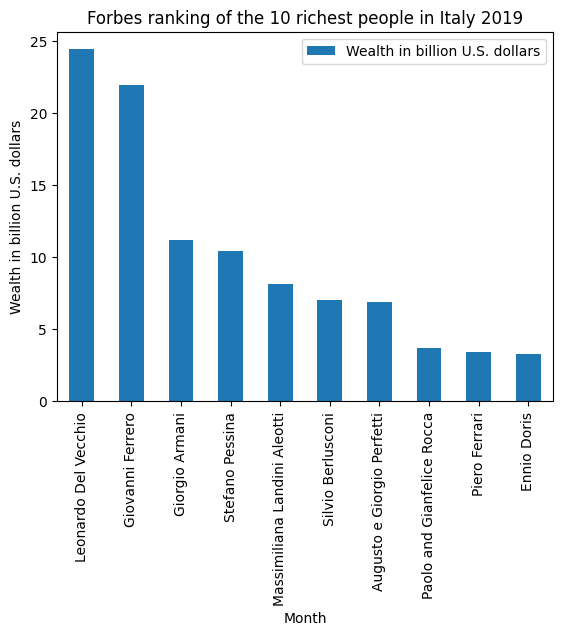 Forbes ranking of the 10 richest people in Italy 2019
Wealth in billion U.S. dollars
Wealth in billion U.S. dollars
25
20
15
10
5
0
Leonardo Del Vecchio
Giovanni Ferrero
Giorgio Armani
Stefano Pessina
Massimiliana Landini Aleotti
Silvio Berlusconi
Augusto e Giorgio Perfetti
Paolo and Gianfelice Rocca
Piero Ferrari
Ennio Doris
Month